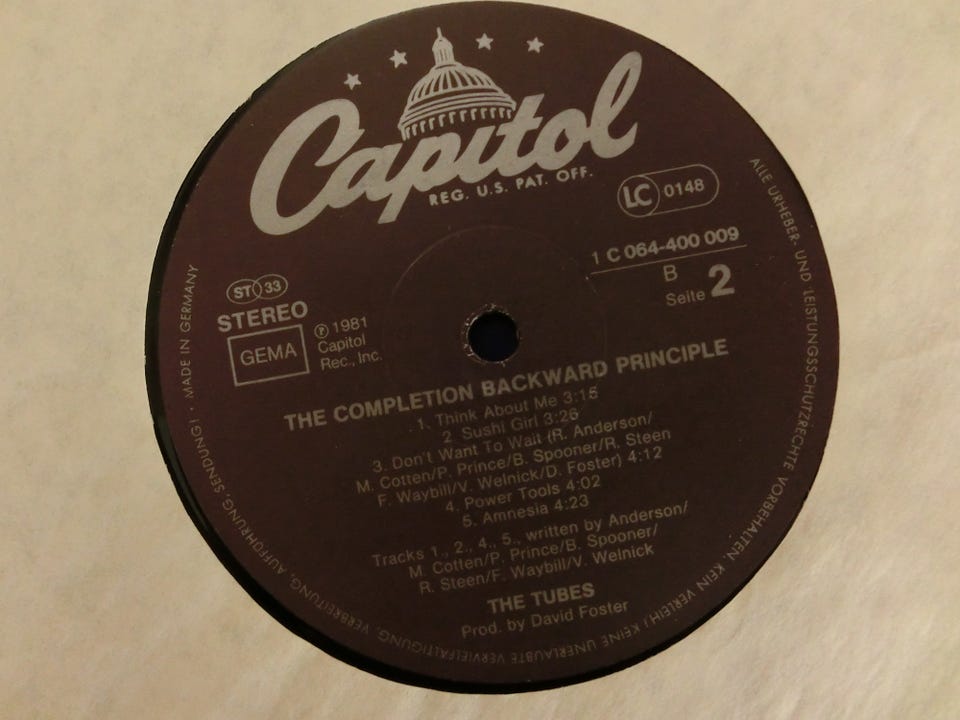 Capitol
REG. U.S. PAT. OFF.
LC 0148
1 C 064-400 009
B
Seite 2
ST 33
STEREO
GEMA
℗ 1981
Capitol
Rec., Inc.
THE COMPLETION BACKWARD PRINCIPLE
1. Think About Me 3:15
2 Sushi Girl 3:26
3. Don't Want To Wait (R. Anderson/
M. Cotten/P. Prince/B. Spooner/R. Steen
F. Waybill/V. Welnick/D. Foster) 4:12
4. Power Tools 4:02
5. Amnesia 4:23
Tracks 1., 2., 4., 5., written by Anderson/
M. Cotten/P. Prince/B. Spooner/
R. Steen/F. Waybill/V. Welnick
THE TUBES
Prod. by David Foster
ALLE URHEBER- UND LEISTUNGSSCHUTZRECHTE VORBEHALTEN. KEIN VERLEIH! KEINE UNERLAUBTE VERVIELFÄLTIGUNG, VERBREITUNG, AUFFÜHRUNG, SENDUNG! · MADE IN GERMANY